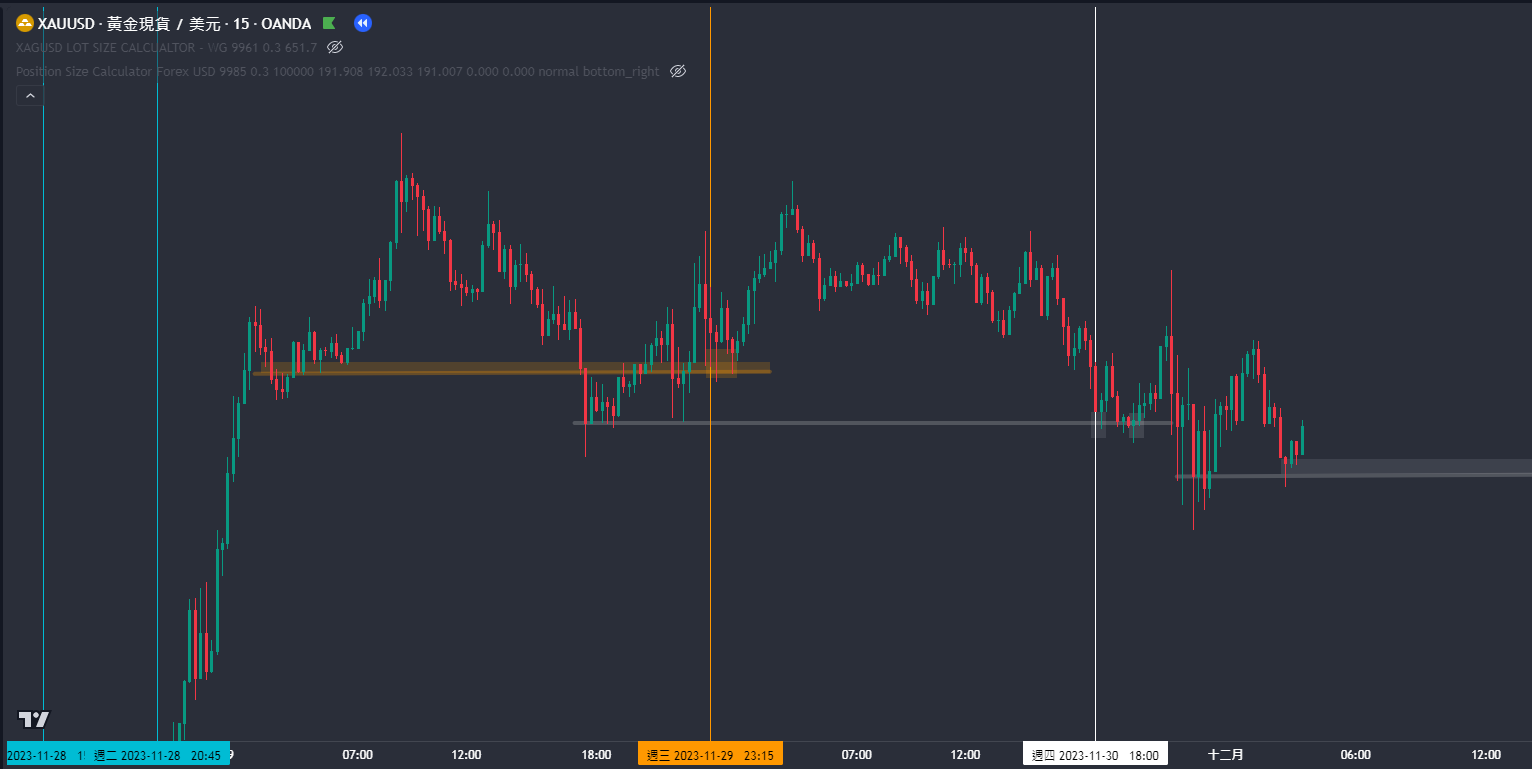 XAUUSD · 黃金現貨 / 美元 · 15 · OANDA
XAGUSD LOT SIZE CALCUALTOR - WG 9961 0.3 651.7
Position Size Calculator Forex USD 9985 0.3 100000 191.908 192.033 191.007 0.000 0.000 normal bottom_right
2023-11-28 週二 2023-11-28 20:45 9 07:00 12:00 18:00 週三 2023-11-29 23:15 07:00 12:00 週四 2023-11-30 18:00 十二月 06:00 12:00